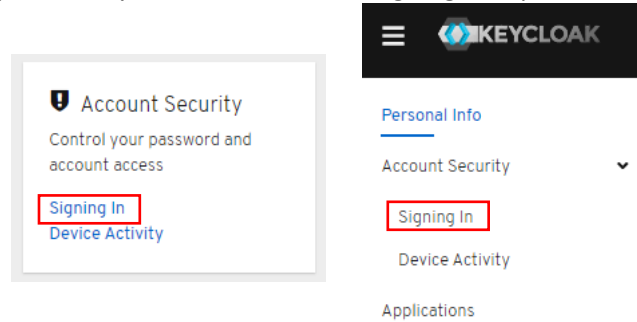 Account Security
Control your password and
account access
Signing In
Device Activity
KEYCLOAK
Personal Info
Account Security
Signing In
Device Activity
Applications